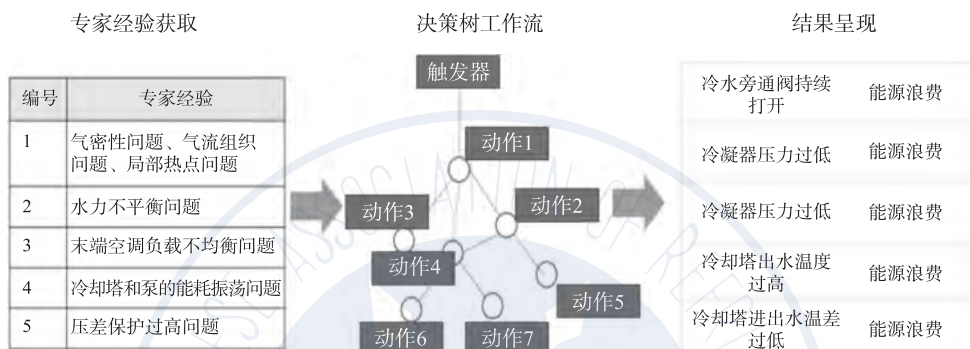 专家经验获取
决策树工作流
结果呈现
编号 专家经验
1 气密性问题、气流组织
问题、局部热点问题
2 水力不平衡问题
3 末端空调负载不均衡问题
4 冷却塔和泵的能耗振荡问题
5 压差保护过高问题
触发器
动作1
动作2
动作3
动作4
动作5
动作6
动作7
冷水旁通阀持续
打开
能源浪费
冷凝器压力过低 能源浪费
冷凝器压力过低 能源浪费
冷却塔出水温度
过高
能源浪费
冷却塔进出水温差
过低
能源浪费